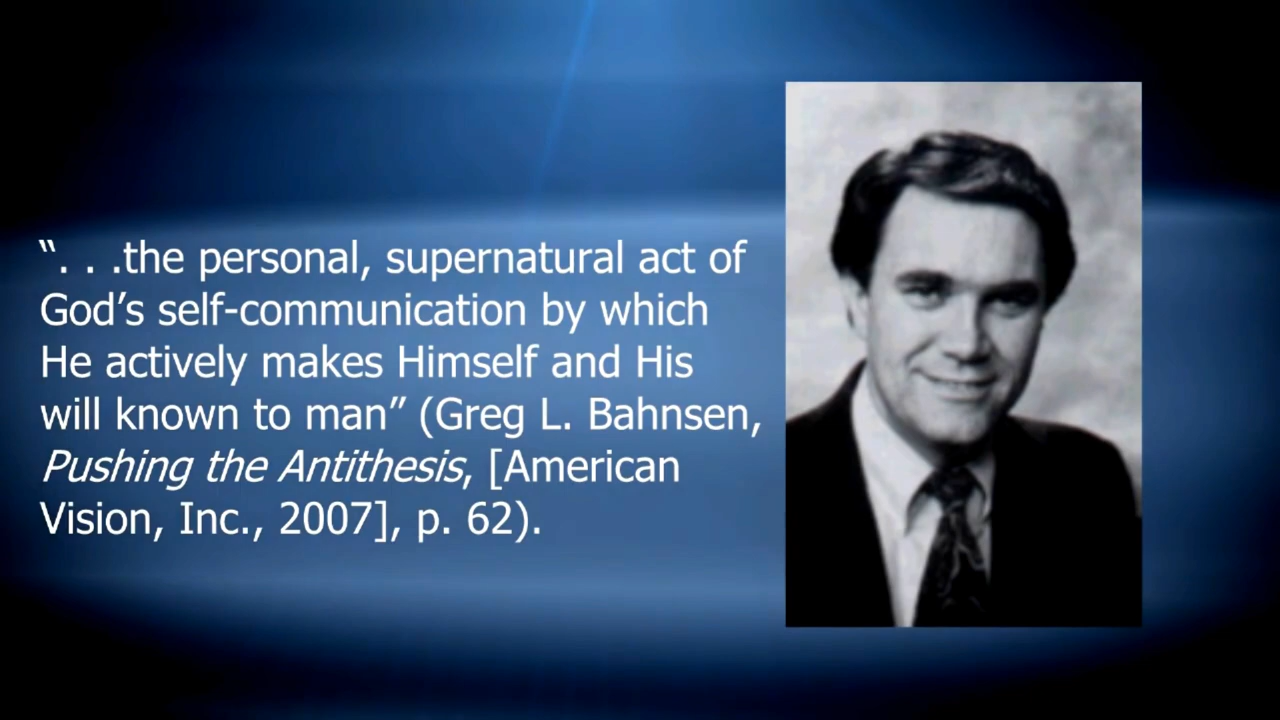 “. . .the personal, supernatural act of
God’s self-communication by which
He actively makes Himself and His
will known to man” (Greg L. Bahnsen,
Pushing the Antithesis, [American
Vision, Inc., 2007], p. 62).